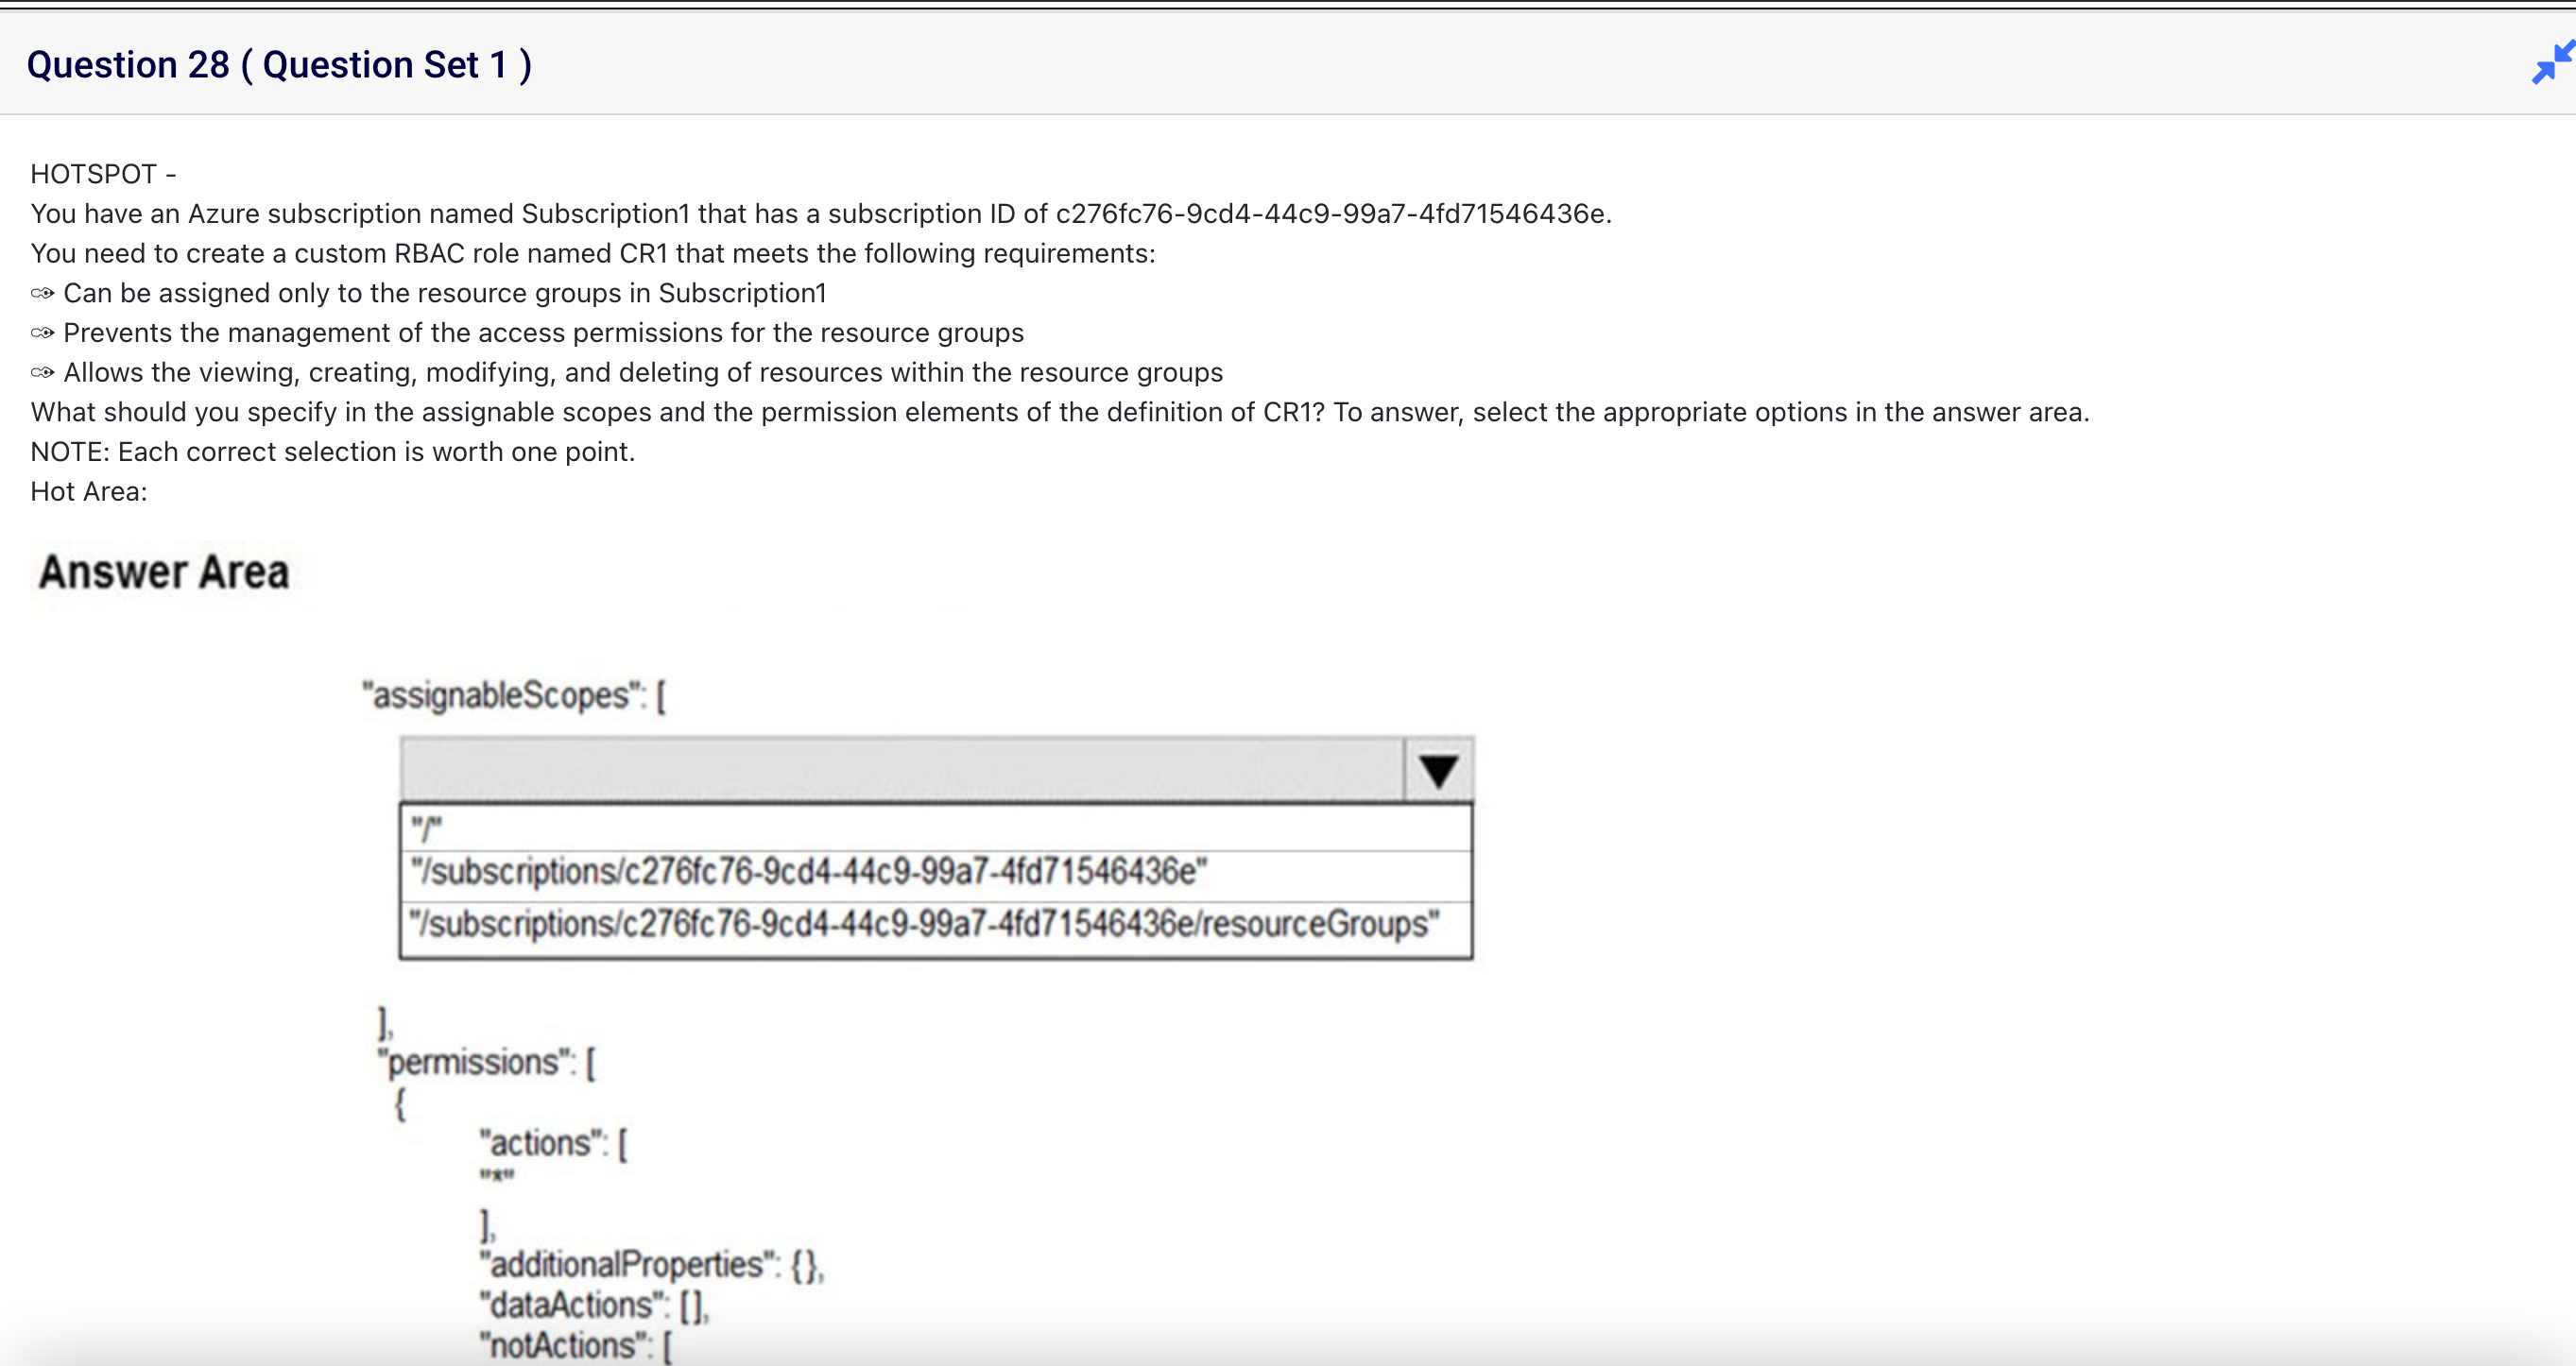 Question 28 ( Question Set 1 )
HOTSPOT -
You have an Azure subscription named Subscription1 that has a subscription ID of c276fc76-9cd4-44c9-99a7-4fd71546436e.
You need to create a custom RBAC role named CR1 that meets the following requirements:
Can be assigned only to the resource groups in Subscription1
Prevents the management of the access permissions for the resource groups
Allows the viewing, creating, modifying, and deleting of resources within the resource groups
What should you specify in the assignable scopes and the permission elements of the definition of CR1? To answer, select the appropriate options in the answer area.
NOTE: Each correct selection is worth one point.
Hot Area:
Answer Area
"assignableScopes": [
"/"
"/subscriptions/c276fc76-9cd4-44c9-99a7-4fd71546436e"
"/subscriptions/c276fc76-9cd4-44c9-99a7-4fd71546436e/resourceGroups"
],
"permissions": [
{
"actions": [
"*"
],
"additionalProperties": {},
"dataActions": [],
"notActions": [